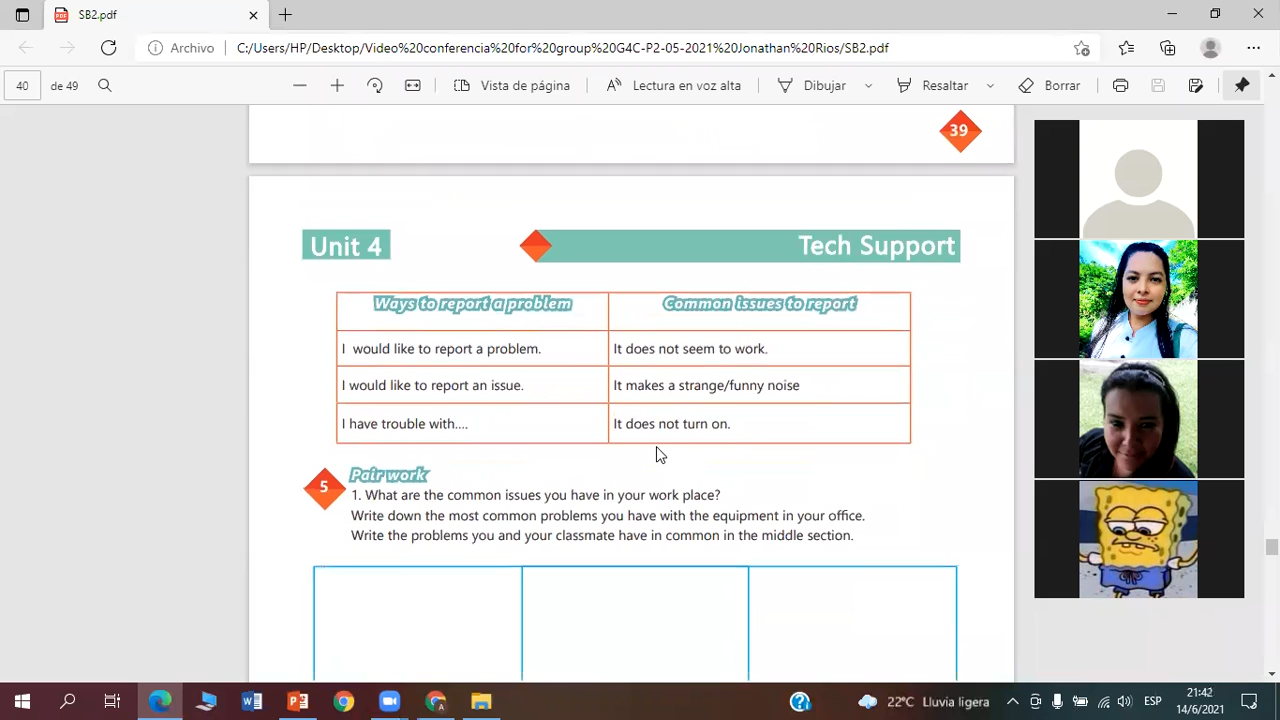 SB2.pdf
Archivo
C:/Users/HP/Desktop/Video%20conferencia%20for%20group%20G4C-P2-05-2021%20Jonathan%20Rios/SB2.pdf
40
de 49
Vista de página
Lectura en voz alta
Dibujar
Resaltar
Borrar
39
Unit 4
Tech Support
Ways to report a problem
Common issues to report
I would like to report a problem.
It does not seem to work.
I would like to report an issue.
It makes a strange/funny noise
I have trouble with....
It does not turn on.
5
Pair work
1. What are the common issues you have in your work place?
Write down the most common problems you have with the equipment in your office.
Write the problems you and your classmate have in common in the middle section.
22°C Lluvia ligera
ESP
21:42
14/6/2021